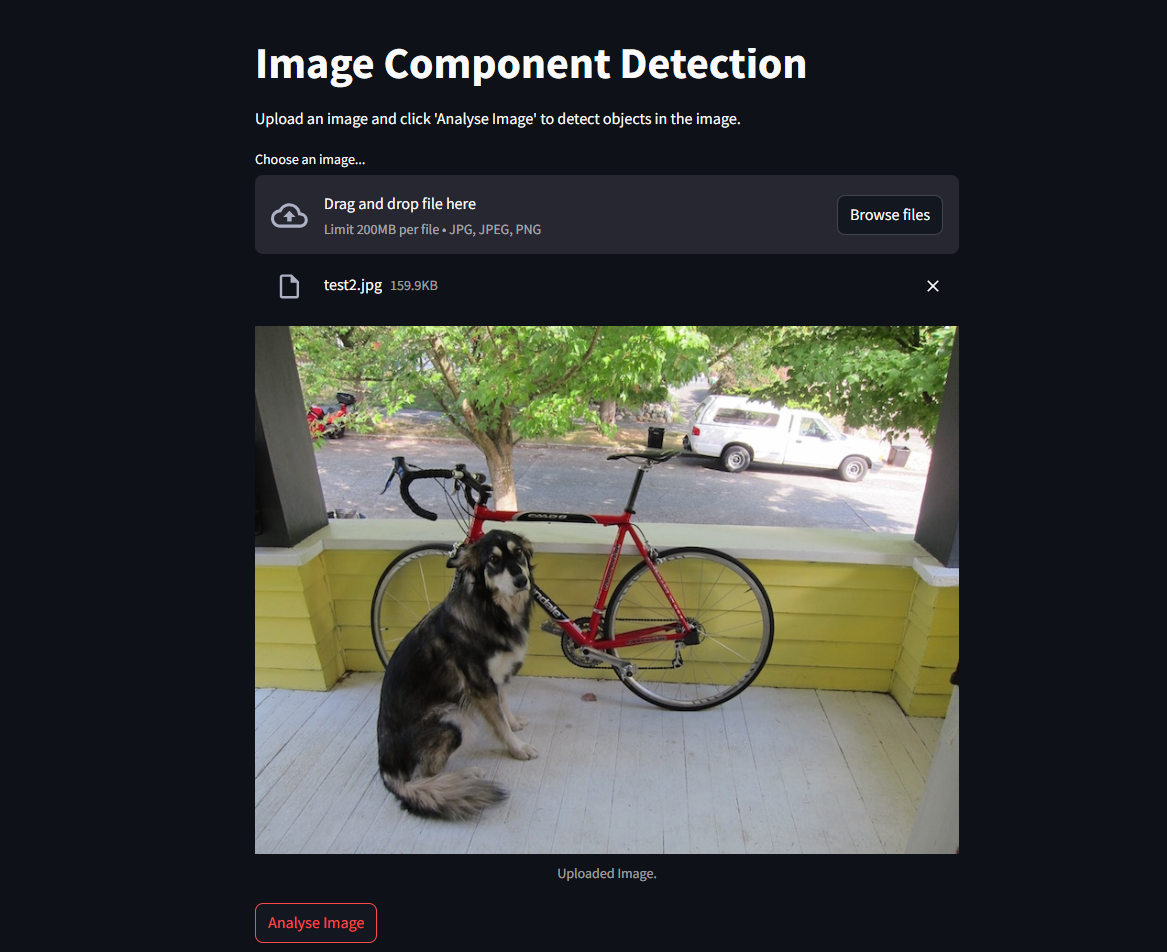 Image Component Detection
Upload an image and click 'Analyse Image' to detect objects in the image.
Choose an image...
Drag and drop file here
Limit 200MB per file • JPG, JPEG, PNG
Browse files
test2.jpg 159.9KB
ndale
Uploaded Image.
Analyse Image